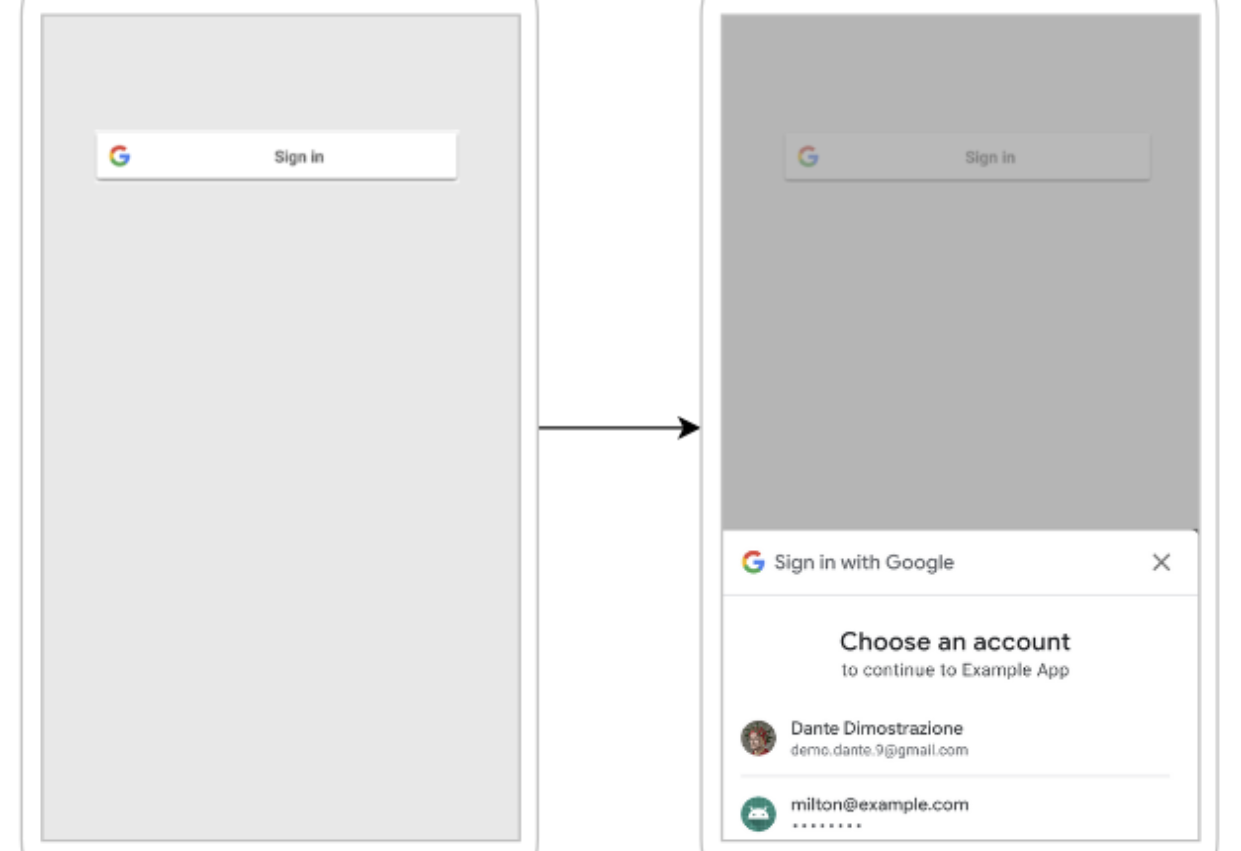 Sign in
Sign in
Sign in with Google
Choose an account
to continue to Example App
Dante Dimostrazione
demo.dante.9@gmail.com
milton@example.com
••••••••